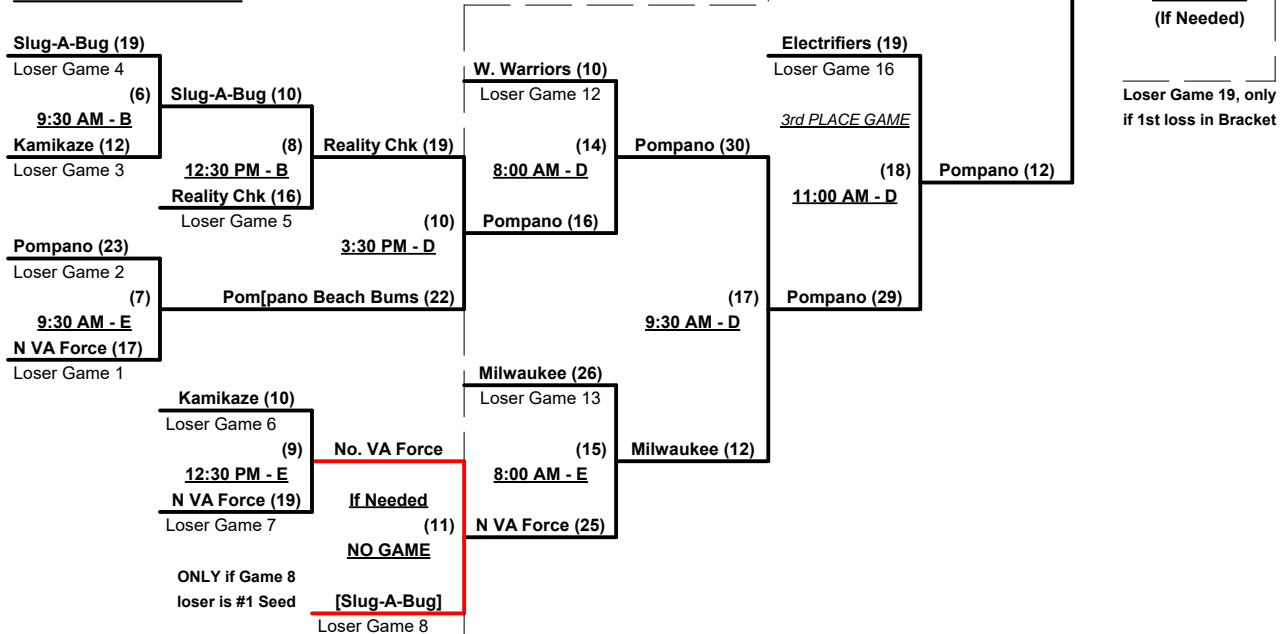 (If Needed)
Slug-A-Bug (19)
Loser Game 4
(6)
9:30 AM - B
Kamikaze (12)
Loser Game 3
Slug-A-Bug (10)
(8)
12:30 PM - B
Reality Chk (16)
Loser Game 5
Pompano (23)
Loser Game 2
(7)
9:30 AM - E
N VA Force (17)
Loser Game 1
Reality Chk (19)
(10)
3:30 PM - D
Pom[pano Beach Bums (22)
Kamikaze (10)
Loser Game 6
(9)
12:30 PM - E
N VA Force (19)
Loser Game 7
No. VA Force
If Needed
(11)
NO GAME
ONLY if Game 8
loser is #1 Seed
[Slug-A-Bug]
Loser Game 8
W. Warriors (10)
Loser Game 12
(14)
8:00 AM - D
Pompano (16)
Milwaukee (26)
Loser Game 13
(15)
8:00 AM - E
N VA Force (25)
Pompano (30)
(17)
9:30 AM - D
Milwaukee (12)
Electrifiers (19)
Loser Game 16
3rd PLACE GAME
(18)
11:00 AM - D
Pompano (29)
Pompano (12)
Loser Game 19, only
if 1st loss in Bracket